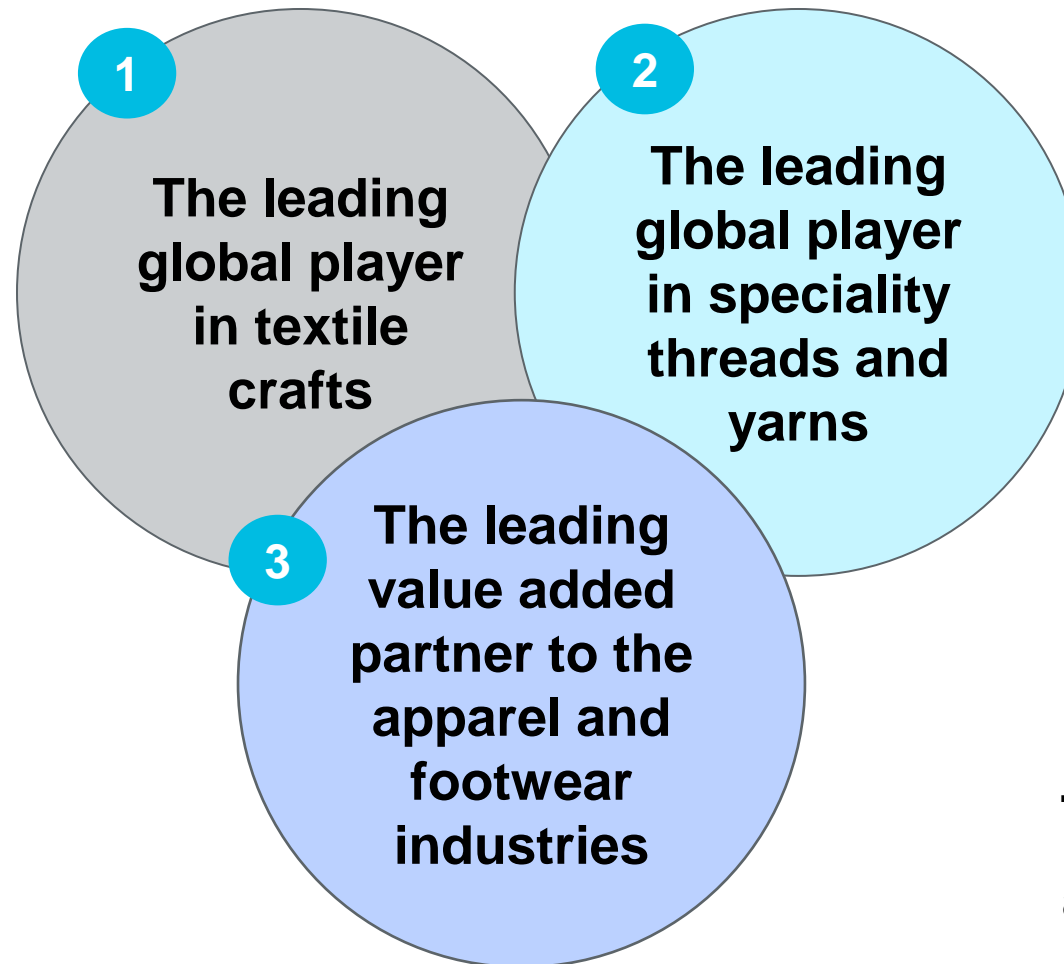 1
The leading
global player
in textile
crafts
2
The leading
global player
in speciality
threads and
yarns
3
The leading
value added
partner to the
apparel and
footwear
industries